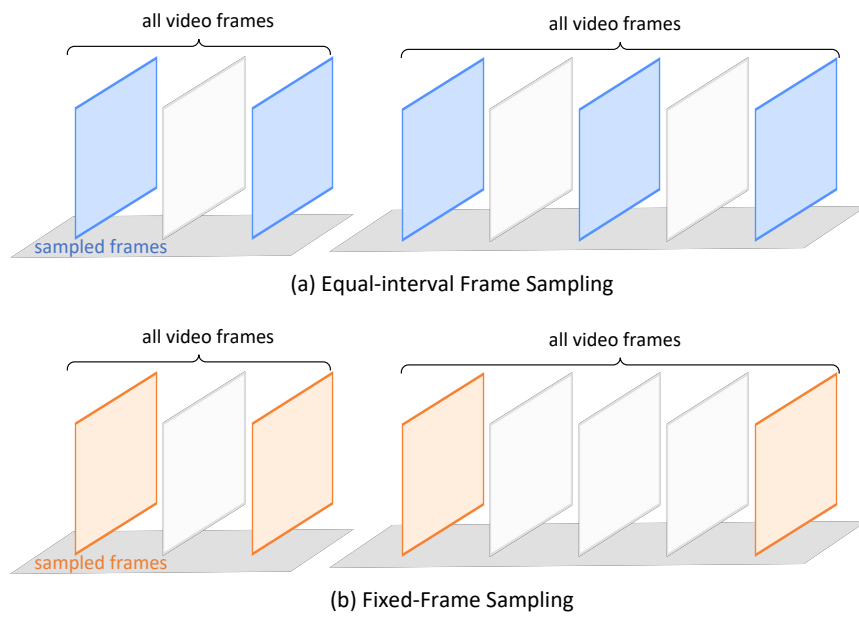 all video frames
all video frames
sampled frames
(a) Equal-interval Frame Sampling
all video frames
all video frames
sampled frames
(b) Fixed-Frame Sampling